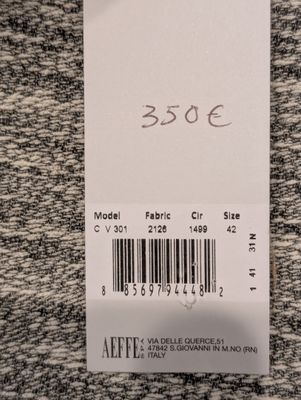 350€
Model Fabric Clr Size
C V 301 2126 1499 42
8 85697 94448 2
1 41 31N
AEFFE
VIA DELLE QUERCE,51
47842 S.GIOVANNI IN M.NO (RN)
ITALY